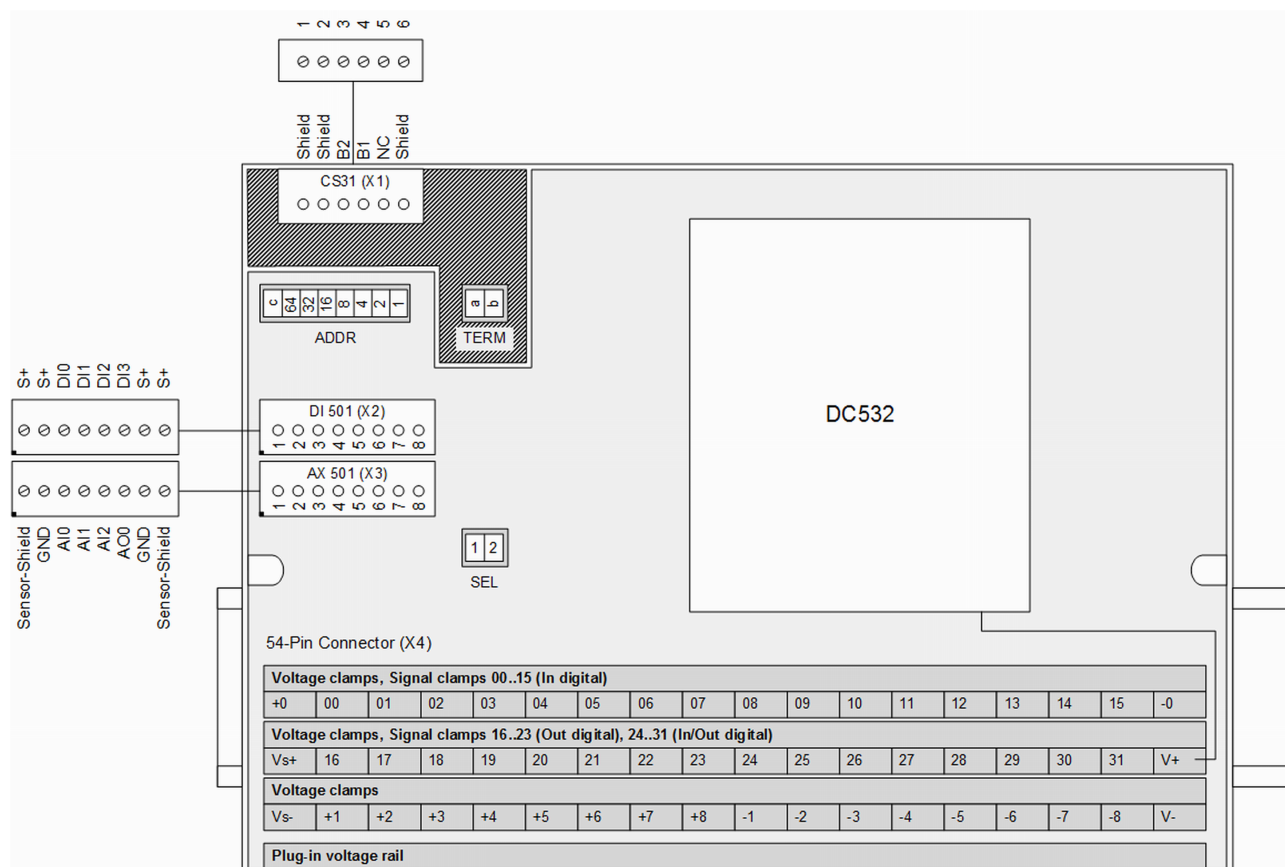 1 2 3 4 5 6
Shield Shield B2 B1 NC Shield
CS31 (X1)
c 64 32 16 8 4 2 1
ADDR
a b
TERM
S+ S+ DI0 DI1 DI2 DI3 S+ S+
DI 501 (X2)
1 2 3 4 5 6 7 8
AX 501 (X3)
1 2 3 4 5 6 7 8
Sensor-Shield GND AI0 AI1 AI2 AO0 GND Sensor-Shield
1 2
SEL
DC532
54-Pin Connector (X4)
Voltage clamps, Signal clamps 00..15 (In digital)
+0 00 01 02 03 04 05 06 07 08 09 10 11 12 13 14 15 -0
Voltage clamps, Signal clamps 16..23 (Out digital), 24..31 (In/Out digital)
Vs+ 16 17 18 19 20 21 22 23 24 25 26 27 28 29 30 31 V+
Voltage clamps
Vs- +1 +2 +3 +4 +5 +6 +7 +8 -1 -2 -3 -4 -5 -6 -7 -8 V-
Plug-in voltage rail